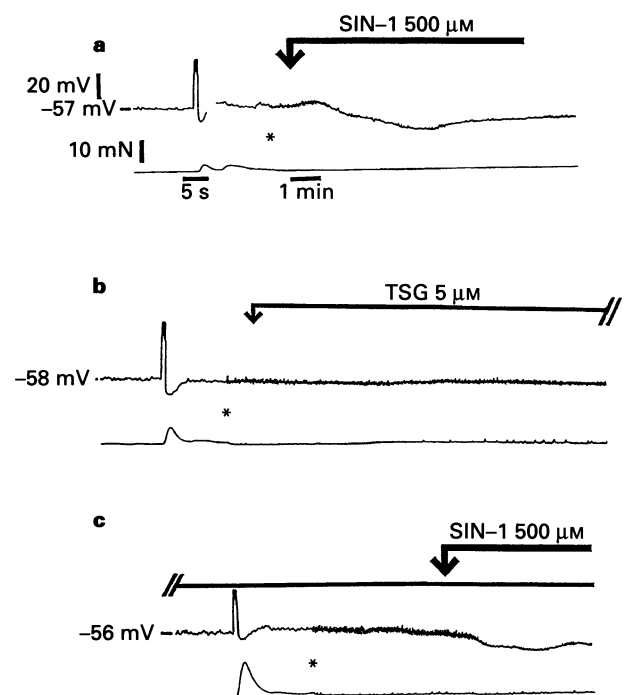 a
SIN–1 500 μM
20 mV
–57 mV
*
10 mN
5 s
1 min
b
TSG 5 μM
–58 mV
*
c
SIN–1 500 μM
–56 mV
*